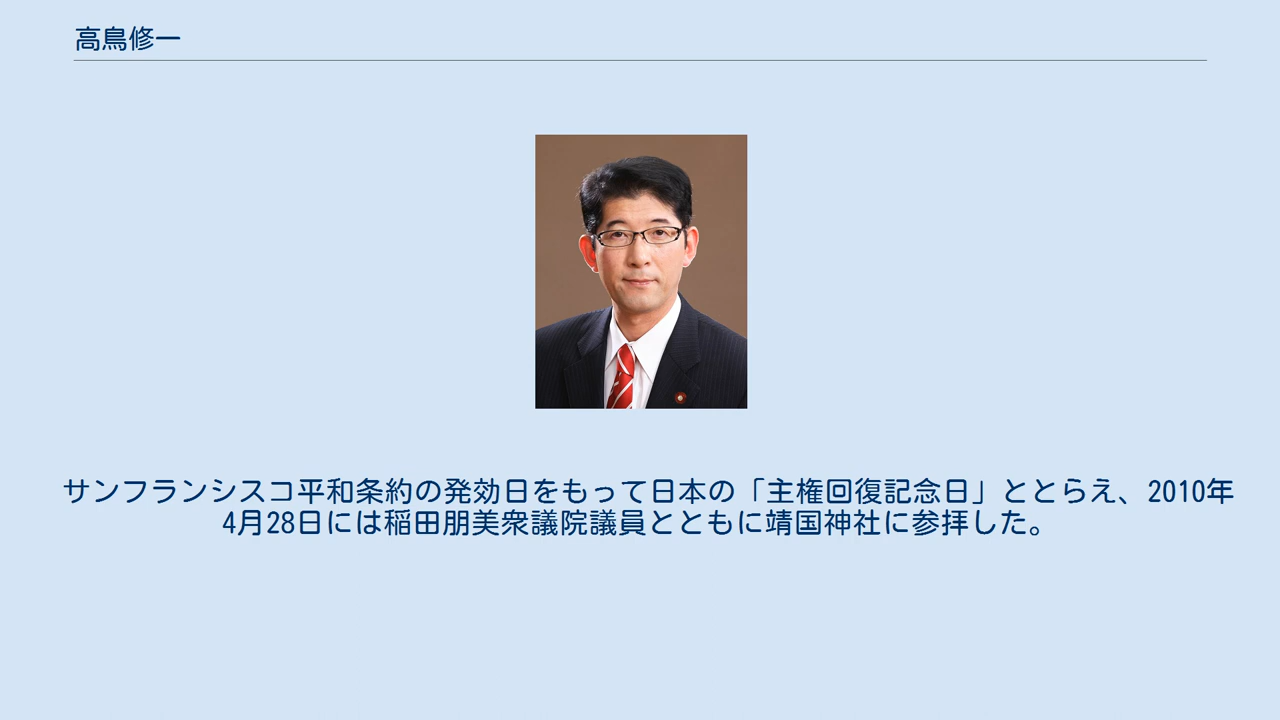 高鳥修一
サンフランシスコ平和条約の発効日をもって日本の「主権回復記念日」ととらえ、2010年
4月28日には稲田朋美衆議院議員とともに靖国神社に参拝した。